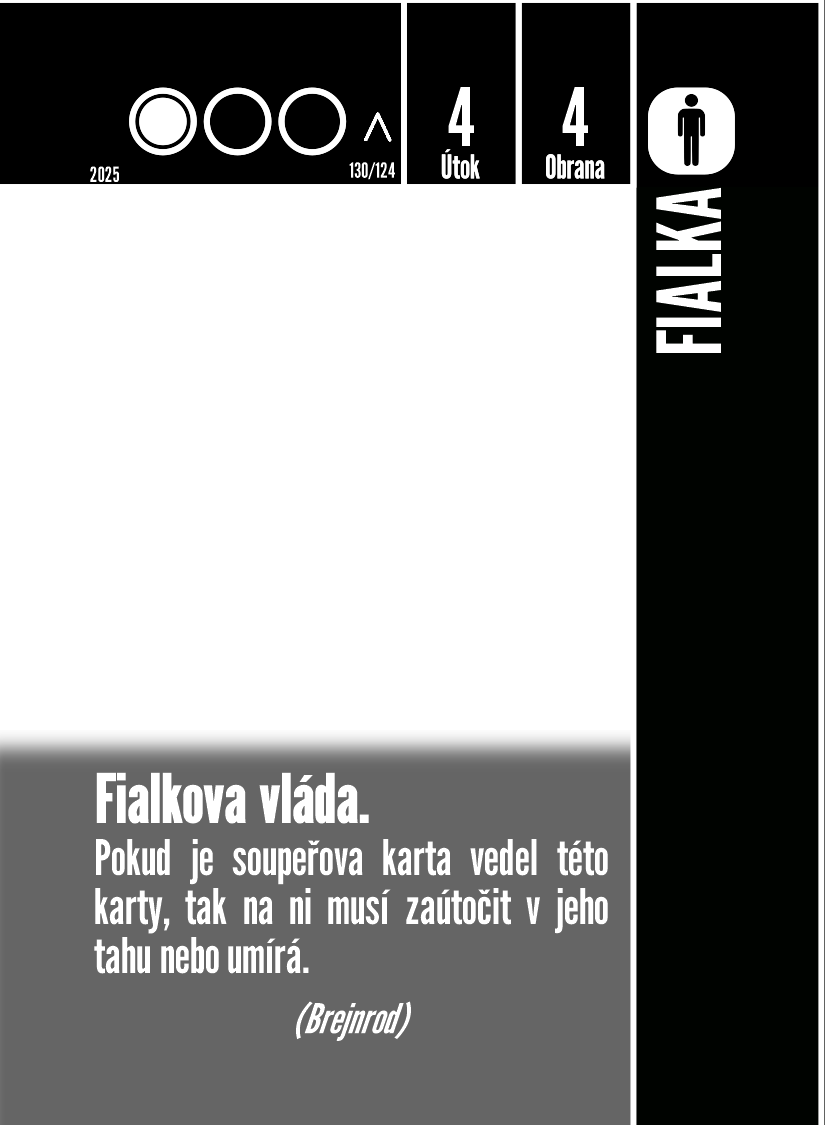 2025
130/124
4
Útok
4
Obrana
FIALKA
Fialkova vláda.
Pokud je soupeřova karta vedel této
karty, tak na ni musí zaútočit v jeho
tahu nebo umírá.
(Brejnrod)